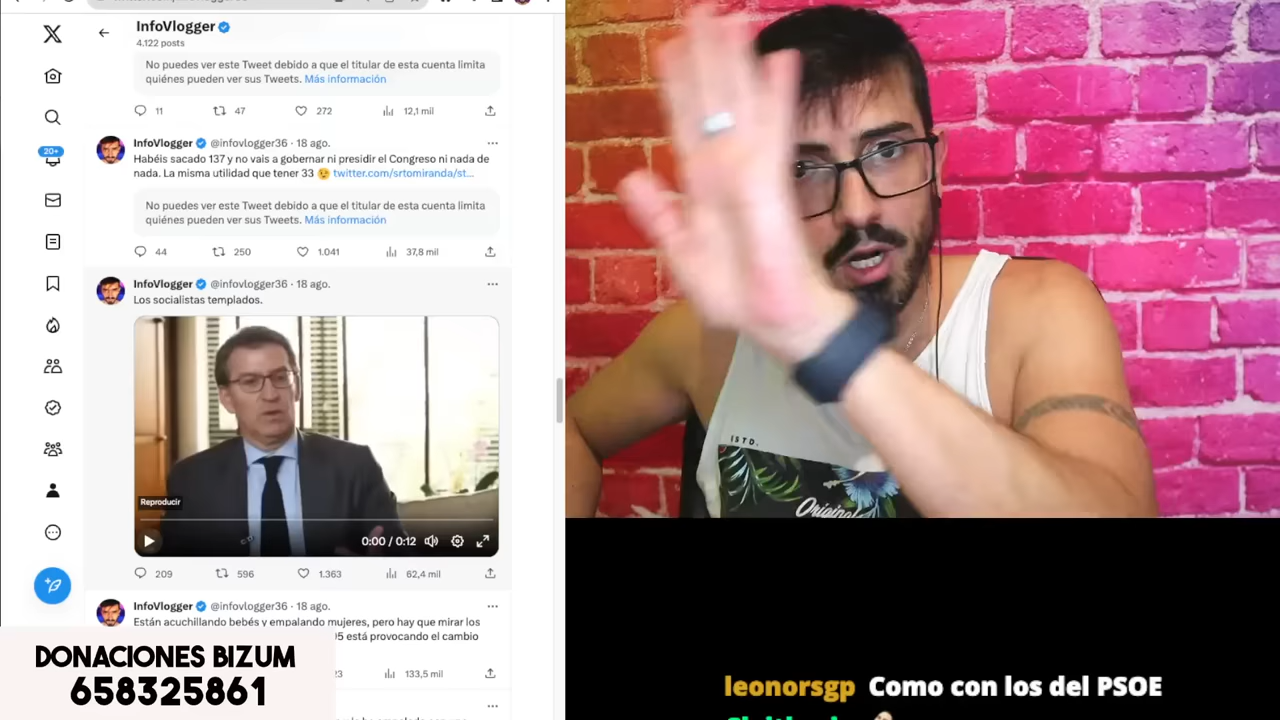 InfoVlogger
4.122 posts
No puedes ver este Tweet debido a que el titular de esta cuenta limita
quiénes pueden ver sus Tweets. Más información
11 47 272 12,1 mil
InfoVlogger @infovlogger36 · 18 ago.
Habéis sacado 137 y no vais a gobernar ni presidir el Congreso ni nada de
nada. La misma utilidad que tener 33 😉 twitter.com/srtomiranda/st...
20+
No puedes ver este Tweet debido a que el titular de esta cuenta limita
quiénes pueden ver sus Tweets. Más información
44 250 1.041 37,8 mil
InfoVlogger @infovlogger36 · 18 ago.
Los socialistas templados.
Reproducir
0:00 / 0:12
209 596 1.363 62,4 mil
InfoVlogger @infovlogger36 · 18 ago.
Están acuchillando bebés y empalando mujeres, pero hay que mirar los
está provocando el cambio
133,5 mil
DONACIONES BIZUM
658325861
ISTD.
Original
leonorsgp Como con los del PSOE